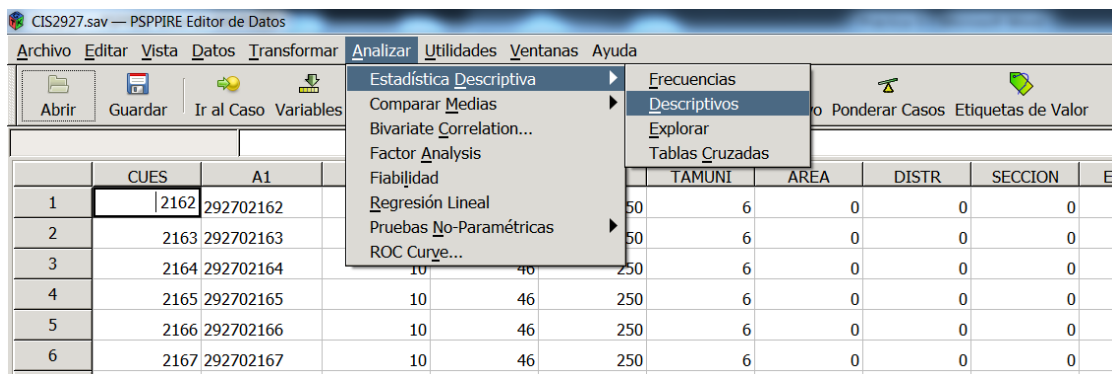 CIS2927.sav — PSPPIRE Editor de Datos
Archivo Editar Vista Datos Transformar Analizar Utilidades Ventanas Ayuda
Abrir Guardar Ir al Caso Variables Ponderar Casos Etiquetas de Valor
Estadística Descriptiva
Comparar Medias
Bivariate Correlation...
Factor Analysis
Fiabilidad
Regresión Lineal
Pruebas No-Paramétricas
ROC Curve...
Frecuencias
Descriptivos
Explorar
Tablas Cruzadas
CUES A1 TAMUNI AREA DISTR SECCION
1 2162 292702162 50 6 0 0 0
2 2163 292702163 50 6 0 0 0
3 2164 292702164 10 46 250 6 0 0 0
4 2165 292702165 10 46 250 6 0 0 0
5 2166 292702166 10 46 250 6 0 0 0
6 2167 292702167 10 46 250 6 0 0 0